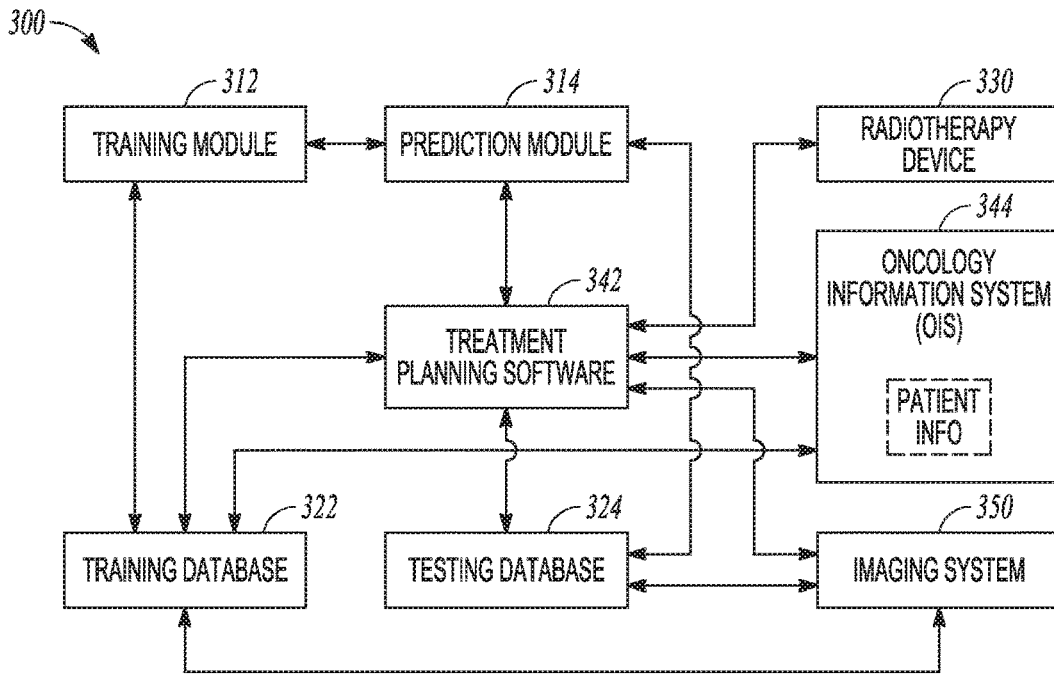 300
312
314
330
TRAINING MODULE
PREDICTION MODULE
RADIOTHERAPY
DEVICE
344
342
ONCOLOGY
INFORMATION SYSTEM
(OIS)
TREATMENT
PLANNING SOFTWARE
PATIENT
INFO
322
324
350
TRAINING DATABASE
TESTING DATABASE
IMAGING SYSTEM